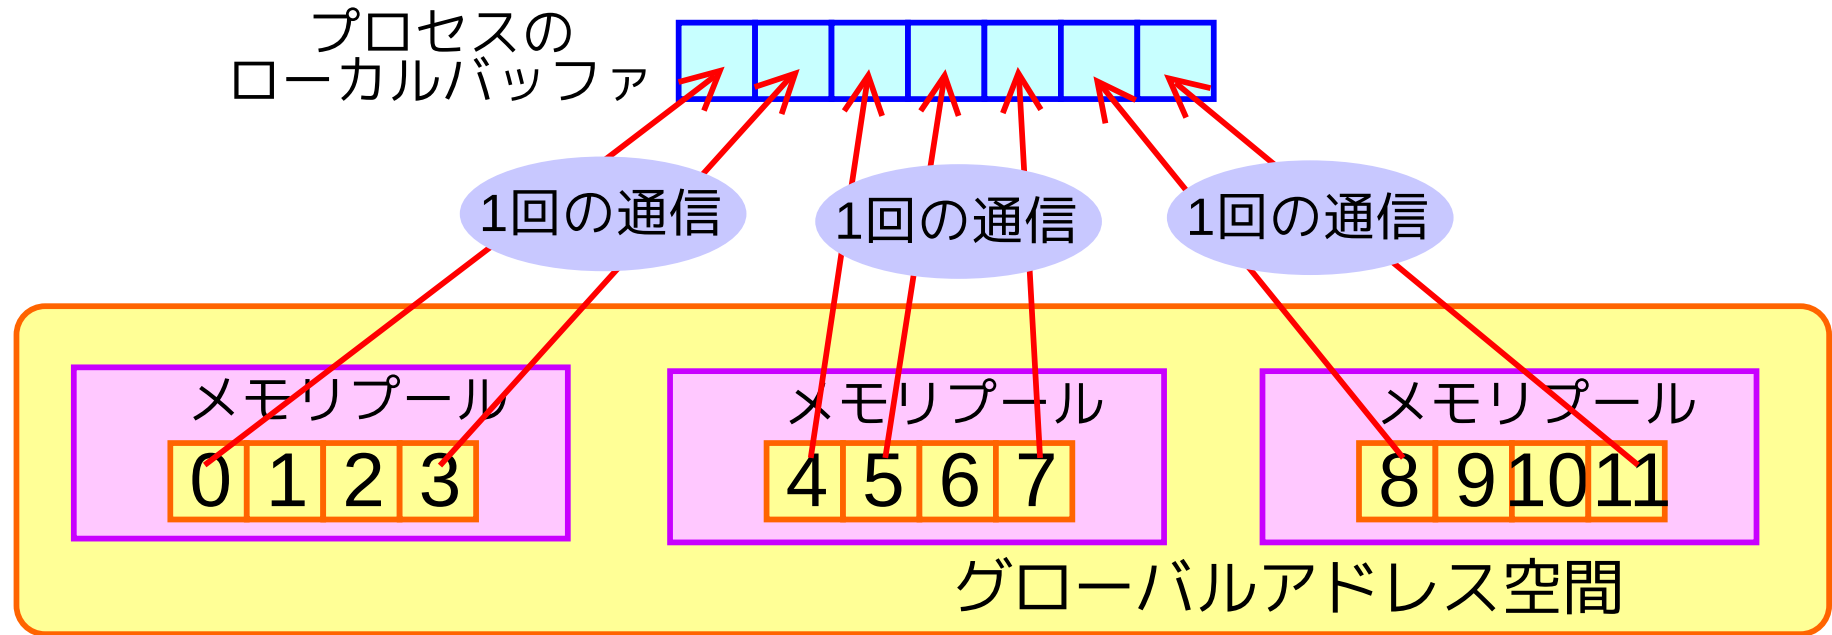 プロセスの
ローカルバッファ
1回の通信
1回の通信
1回の通信
メモリプール
メモリプール
メモリプール
0 1 2 3
4 5 6 7
8 9 10 11
グローバルアドレス空間